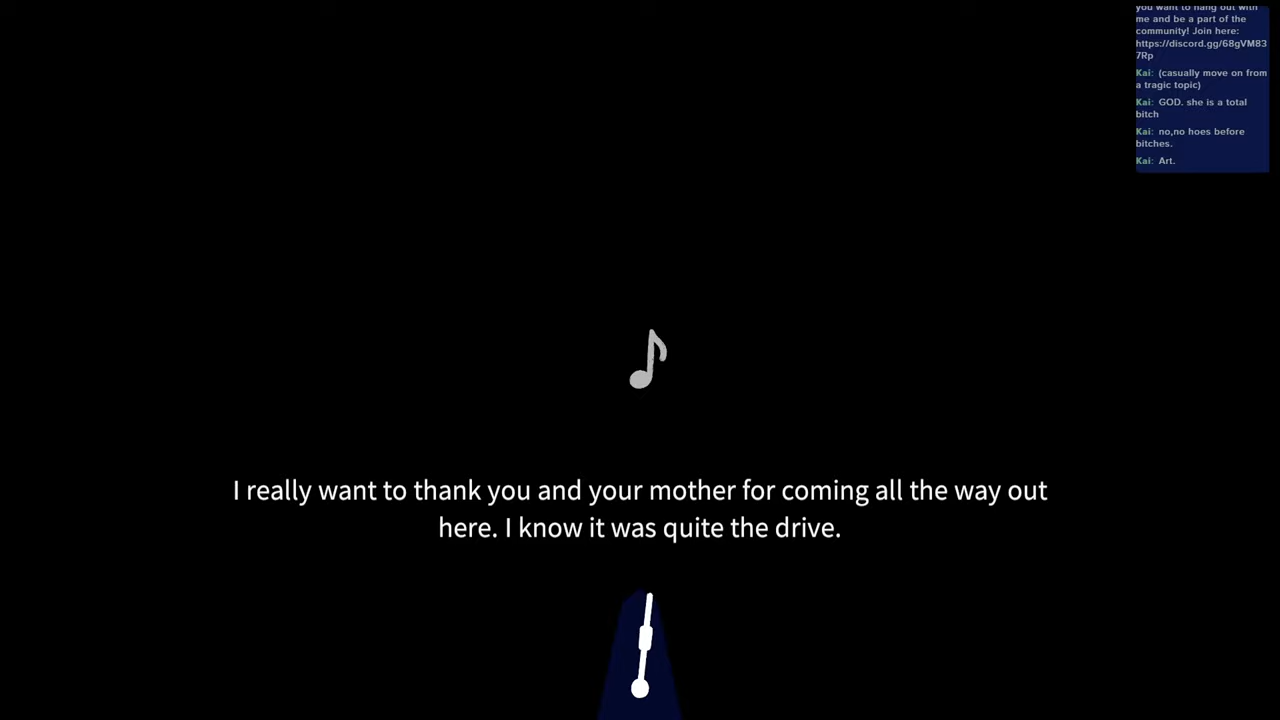 you want to hang out with
me and be a part of the
community! Join here:
https://discord.gg/68gVM83
7Rp
Kai: (casually move on from
a tragic topic)
Kai: GOD. she is a total
bitch
Kai: no,no hoes before
bitches.
Kai: Art.
I really want to thank you and your mother for coming all the way out
here. I know it was quite the drive.